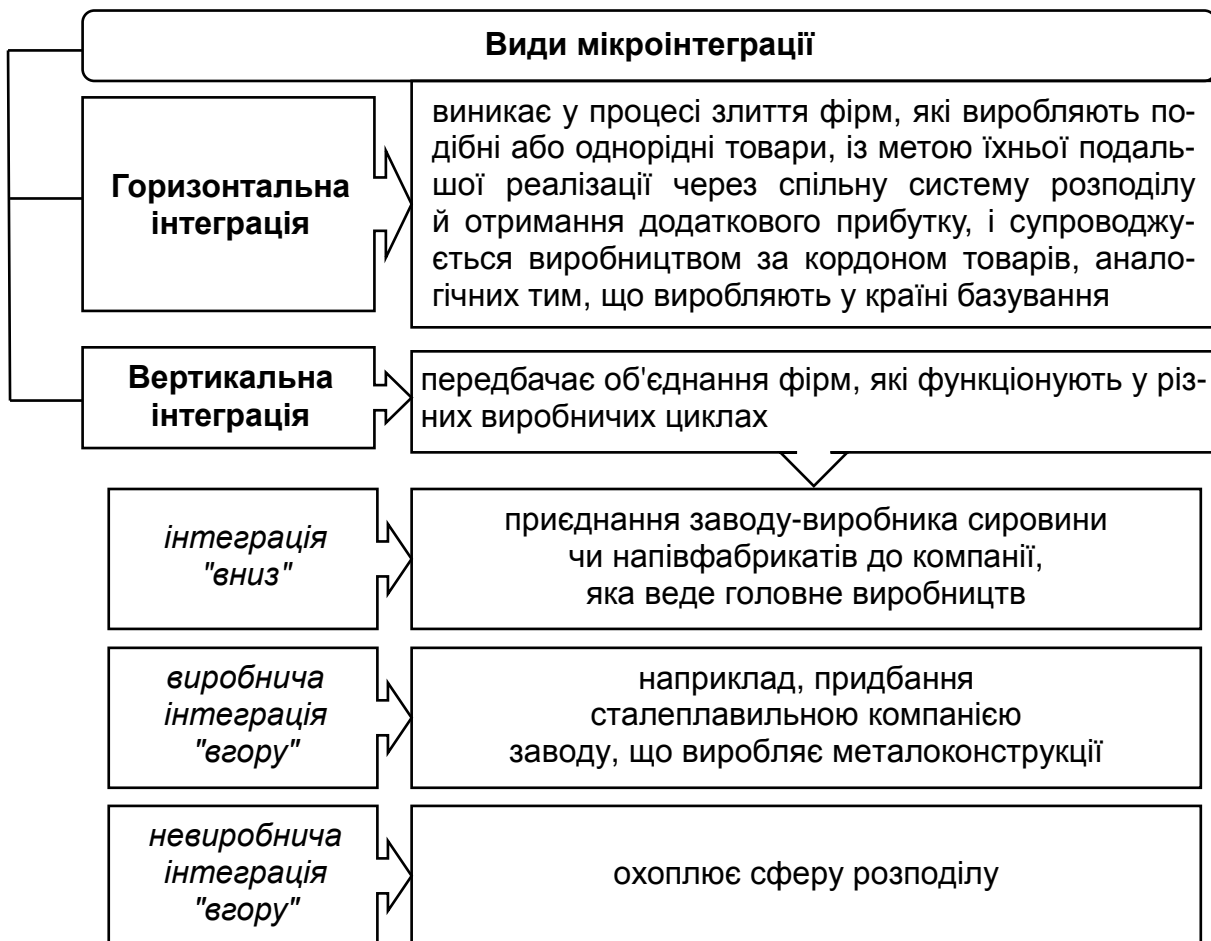 Види мікроінтеграції
Горизонтальна
інтеграція
виникає у процесі злиття фірм, які виробляють по-
дібні або однорідні товари, із метою їхньої подаль-
шої реалізації через спільну систему розподілу
й отримання додаткового прибутку, і супроводжу-
ється виробництвом за кордоном товарів, анало-
гічних тим, що виробляють у країні базування
Вертикальна
інтеграція
передбачає об'єднання фірм, які функціонують у різ-
них виробничих циклах
інтеграція
"вниз"
приєднання заводу-виробника сировини
чи напівфабрикатів до компанії,
яка веде головне виробництв
виробнича
інтеграція
"вгору"
наприклад, придбання
сталеплавильною компанією
заводу, що виробляє металоконструкції
невиробнича
інтеграція
"вгору"
охоплює сферу розподілу